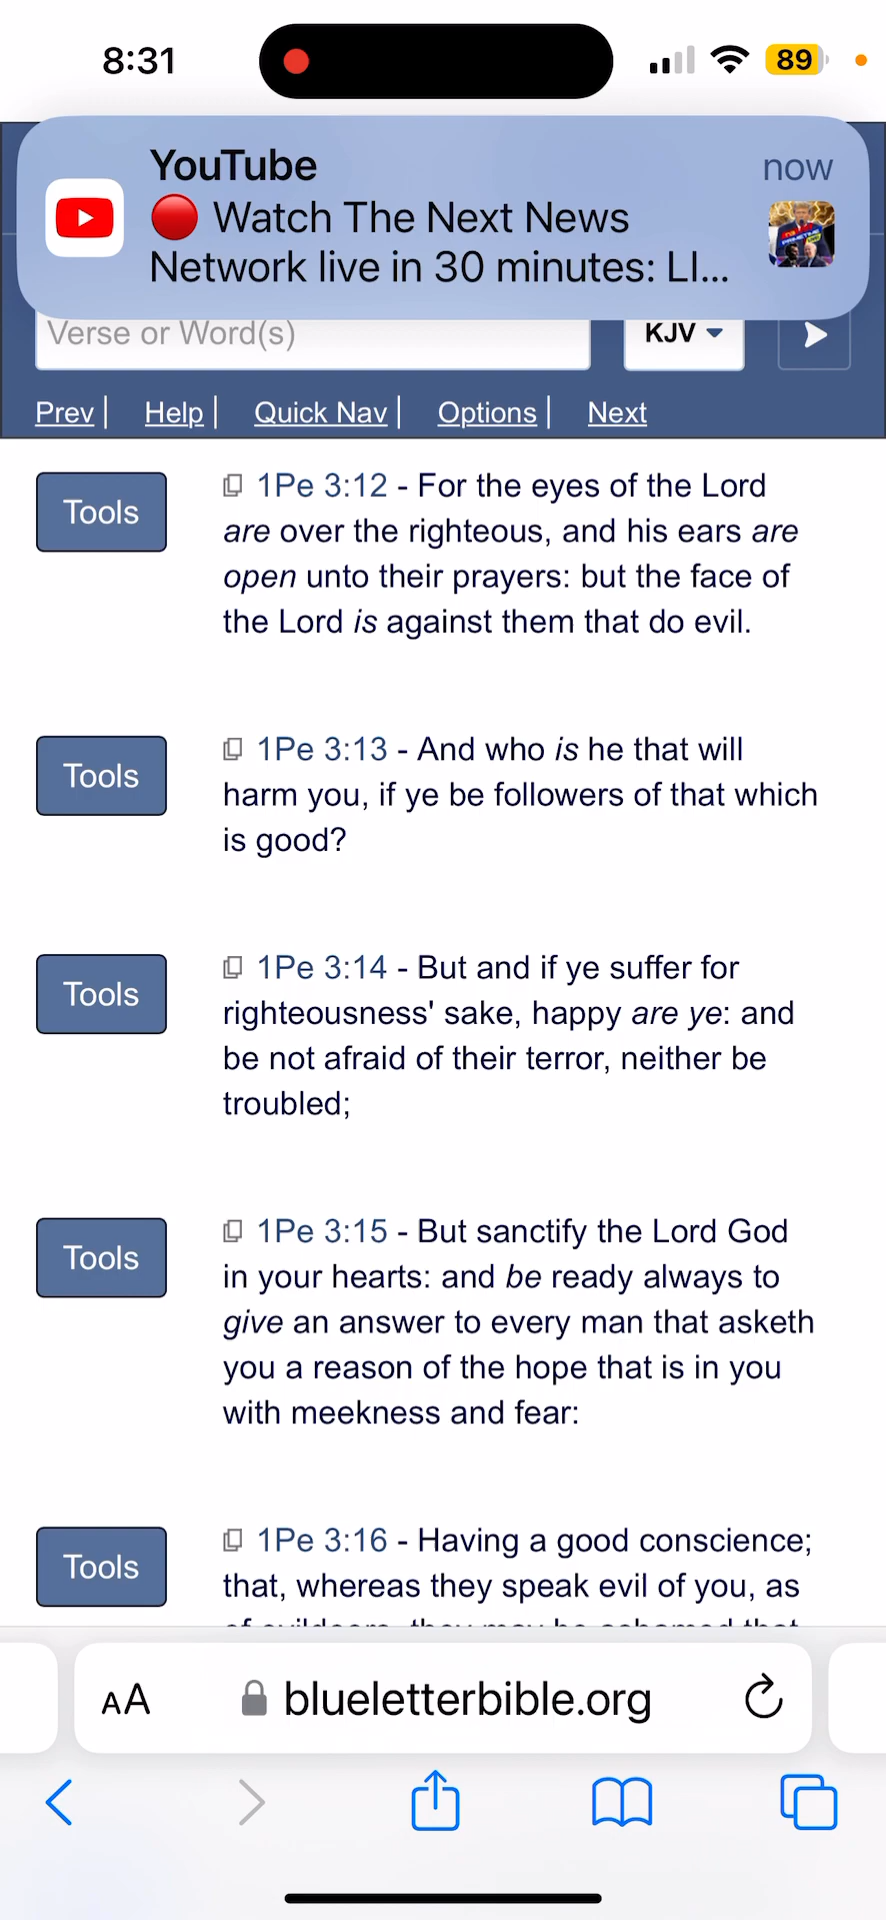 8:31
89
YouTube
now
Watch The Next News
Network live in 30 minutes: LI...
Verse or Word(s)
KJV
Prev |
Help |
Quick Nav |
Options |
Next
Tools
1Pe 3:12 - For the eyes of the Lord
are over the righteous, and his ears are
open unto their prayers: but the face of
the Lord is against them that do evil.
Tools
1Pe 3:13 - And who is he that will
harm you, if ye be followers of that which
is good?
Tools
1Pe 3:14 - But and if ye suffer for
righteousness' sake, happy are ye: and
be not afraid of their terror, neither be
troubled;
Tools
1Pe 3:15 - But sanctify the Lord God
in your hearts: and be ready always to
give an answer to every man that asketh
you a reason of the hope that is in you
with meekness and fear:
Tools
1Pe 3:16 - Having a good conscience;
that, whereas they speak evil of you, as
of evildoers, they may be ashamed that
AA
blueletterbible.org